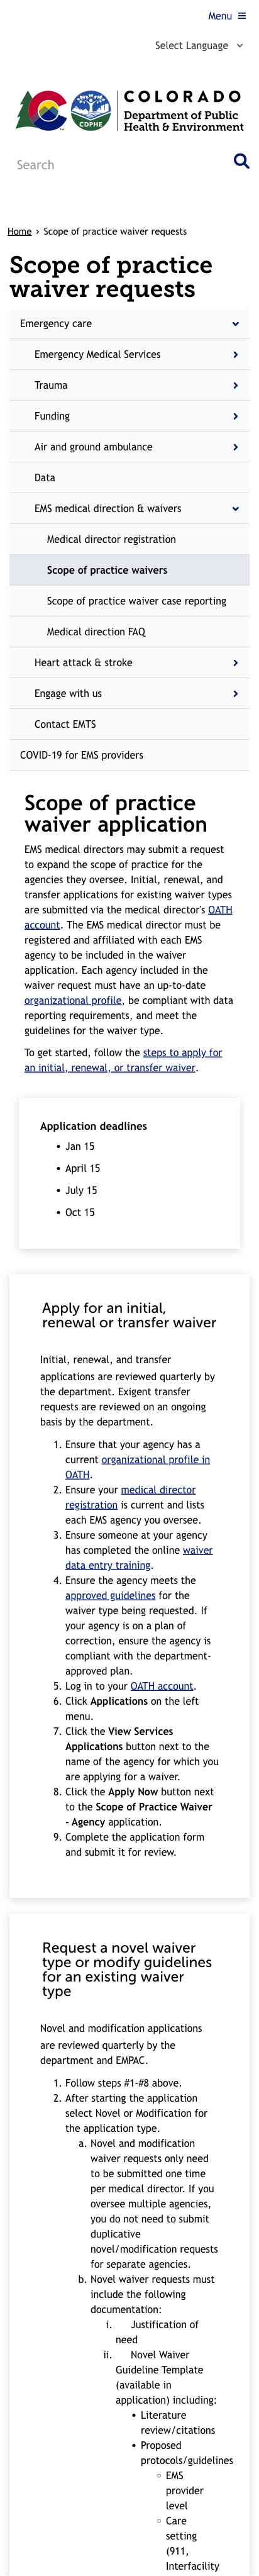 Menu ≡
Select Language
COLORADO
Department of Public
Health & Environment
CDPHE
Search
Home › Scope of practice waiver requests
Scope of practice
waiver requests
Emergency care
Emergency Medical Services
Trauma
Funding
Air and ground ambulance
Data
EMS medical direction & waivers
Medical director registration
Scope of practice waivers
Scope of practice waiver case reporting
Medical direction FAQ
Heart attack & stroke
Engage with us
Contact EMTS
COVID-19 for EMS providers
Scope of practice
waiver application
EMS medical directors may submit a request
to expand the scope of practice for the
agencies they oversee. Initial, renewal, and
transfer applications for existing waiver types
are submitted via the medical director's OATH
account. The EMS medical director must be
registered and affiliated with each EMS
agency to be included in the waiver
application. Each agency included in the
waiver request must have an up-to-date
organizational profile, be compliant with data
reporting requirements, and meet the
guidelines for the waiver type.
To get started, follow the steps to apply for
an initial, renewal, or transfer waiver.
Application deadlines
• Jan 15
• April 15
• July 15
• Oct 15
Apply for an initial,
renewal or transfer waiver
Initial, renewal, and transfer
applications are reviewed quarterly by
the department. Exigent transfer
requests are reviewed on an ongoing
basis by the department.
1. Ensure that your agency has a
current organizational profile in
OATH.
2. Ensure your medical director
registration is current and lists
each EMS agency you oversee.
3. Ensure someone at your agency
has completed the online waiver
data entry training.
4. Ensure the agency meets the
approved guidelines for the
waiver type being requested. If
your agency is on a plan of
correction, ensure the agency is
compliant with the department-
approved plan.
5. Log in to your OATH account.
6. Click Applications on the left
menu.
7. Click the View Services
Applications button next to the
name of the agency for which you
are applying for a waiver.
8. Click the Apply Now button next
to the Scope of Practice Waiver
- Agency application.
9. Complete the application form
and submit it for review.
Request a novel waiver
type or modify guidelines
for an existing waiver
type
Novel and modification applications
are reviewed quarterly by the
department and EMPAC.
1. Follow steps #1-#8 above.
2. After starting the application
select Novel or Modification for
the application type.
a. Novel and modification
waiver requests only need
to be submitted one time
per medical director. If you
oversee multiple agencies,
you do not need to submit
duplicative
novel/modification requests
for separate agencies.
b. Novel waiver requests must
include the following
documentation:
i. Justification of
need
ii. Novel Waiver
Guideline Template
(available in
application) including:
• Literature
review/citations
• Proposed
protocols/guidelines
○ EMS
provider
level
○ Care
setting
(911,
Interfacility